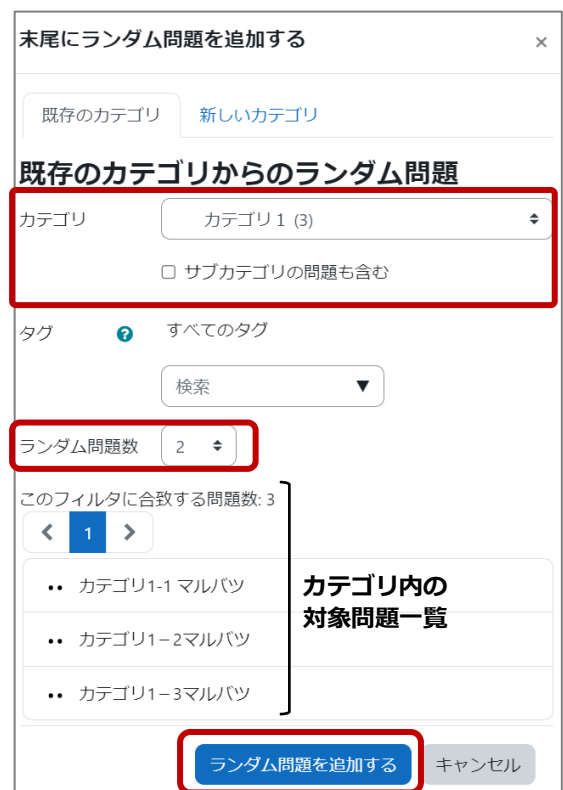 末尾にランダム問題を追加する ×
既存のカテゴリ 新しいカテゴリ
既存のカテゴリからのランダム問題
カテゴリ カテゴリ1 (3)
サブカテゴリの問題も含む
タグ ? すべてのタグ
検索 ▼
ランダム問題数 2
このフィルタに合致する問題数: 3
1
カテゴリ1-1 マルバツ
カテゴリ1−2マルバツ
カテゴリ1−3マルバツ
カテゴリ内の
対象問題一覧
ランダム問題を追加する キャンセル